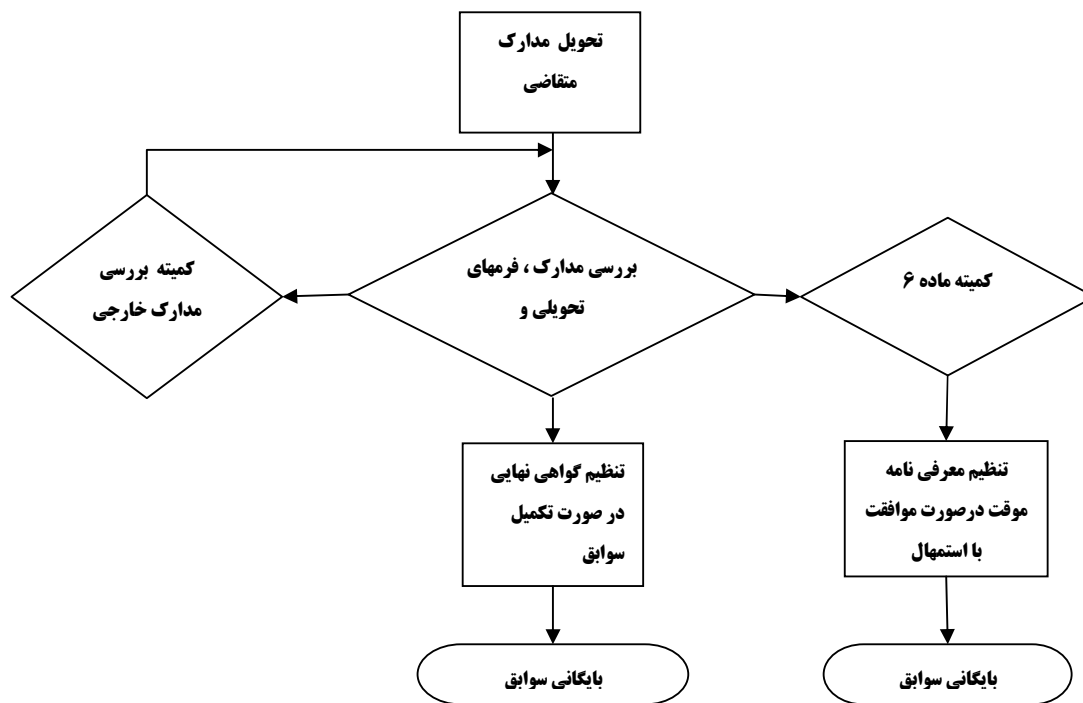 تحویل مدارک
متقاضی
کمیته بررسی
مدارک خارجی
بررسی مدارک ، فرمهای
تحویلی و
کمیته ماده ۶
تنظیم گواهی نهایی
در صورت تکمیل
سوابق
تنظیم معرفی نامه
موقت درصورت موافقت
با استمهال
بایگانی سوابق
بایگانی سوابق